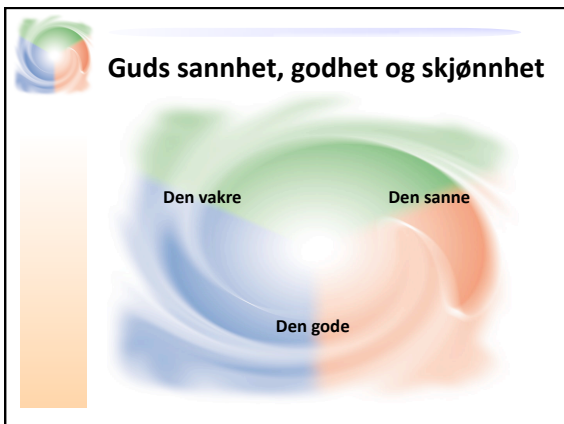 Guds sannhet, godhet og skjønnhet
Den vakre
Den sanne
Den gode